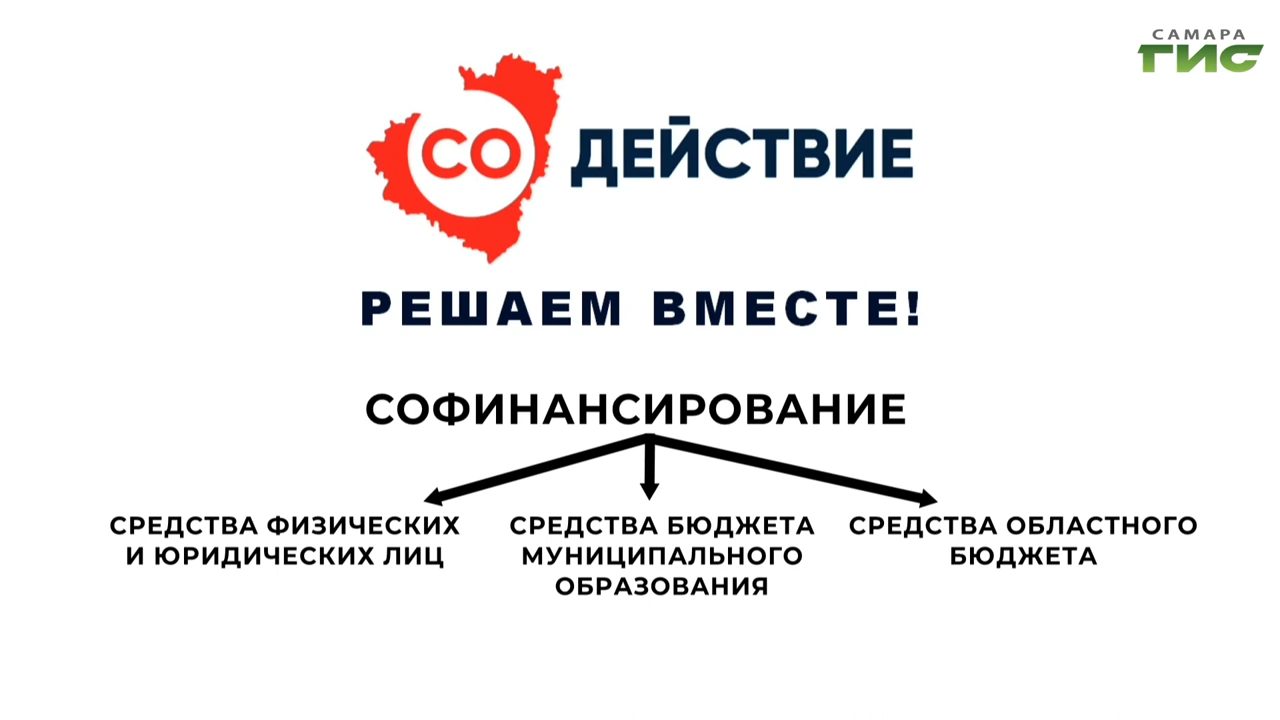 САМАРА
ГИС
СО ДЕЙСТВИЕ
РЕШАЕМ ВМЕСТЕ!
СОФИНАНСИРОВАНИЕ
СРЕДСТВА ФИЗИЧЕСКИХ
И ЮРИДИЧЕСКИХ ЛИЦ
СРЕДСТВА БЮДЖЕТА
МУНИЦИПАЛЬНОГО
ОБРАЗОВАНИЯ
СРЕДСТВА ОБЛАСТНОГО
БЮДЖЕТА